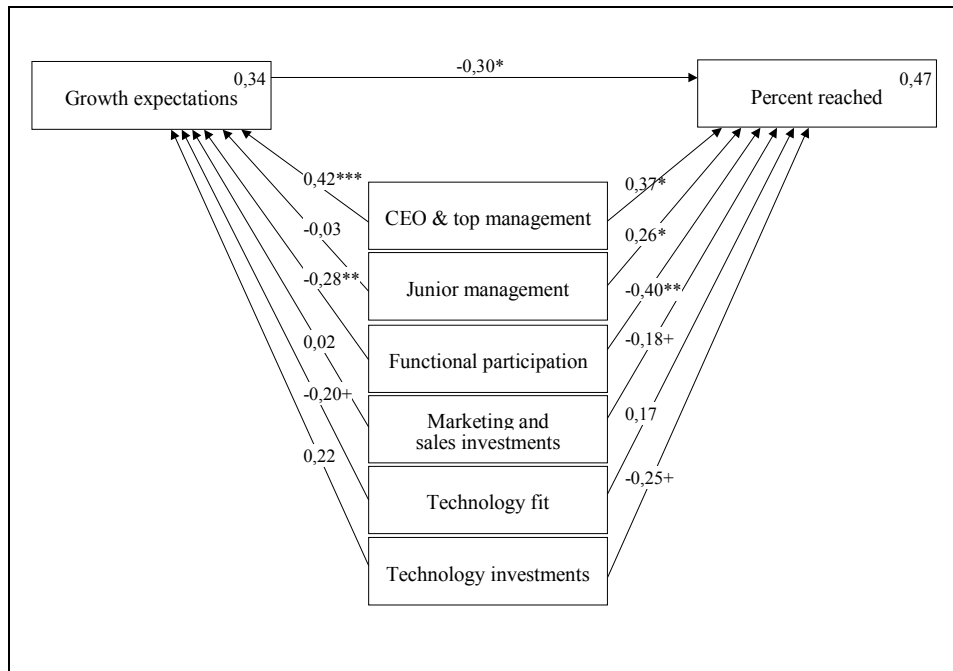 -0,30*
0,34
Growth expectations
0,47
Percent reached
0,42***
CEO & top management
0,37*
-0,03
Junior management
0,26*
-0,28**
Functional participation
-0,40**
0,02
Marketing and
sales investments
-0,18+
-0,20+
Technology fit
0,17
0,22
Technology investments
-0,25+